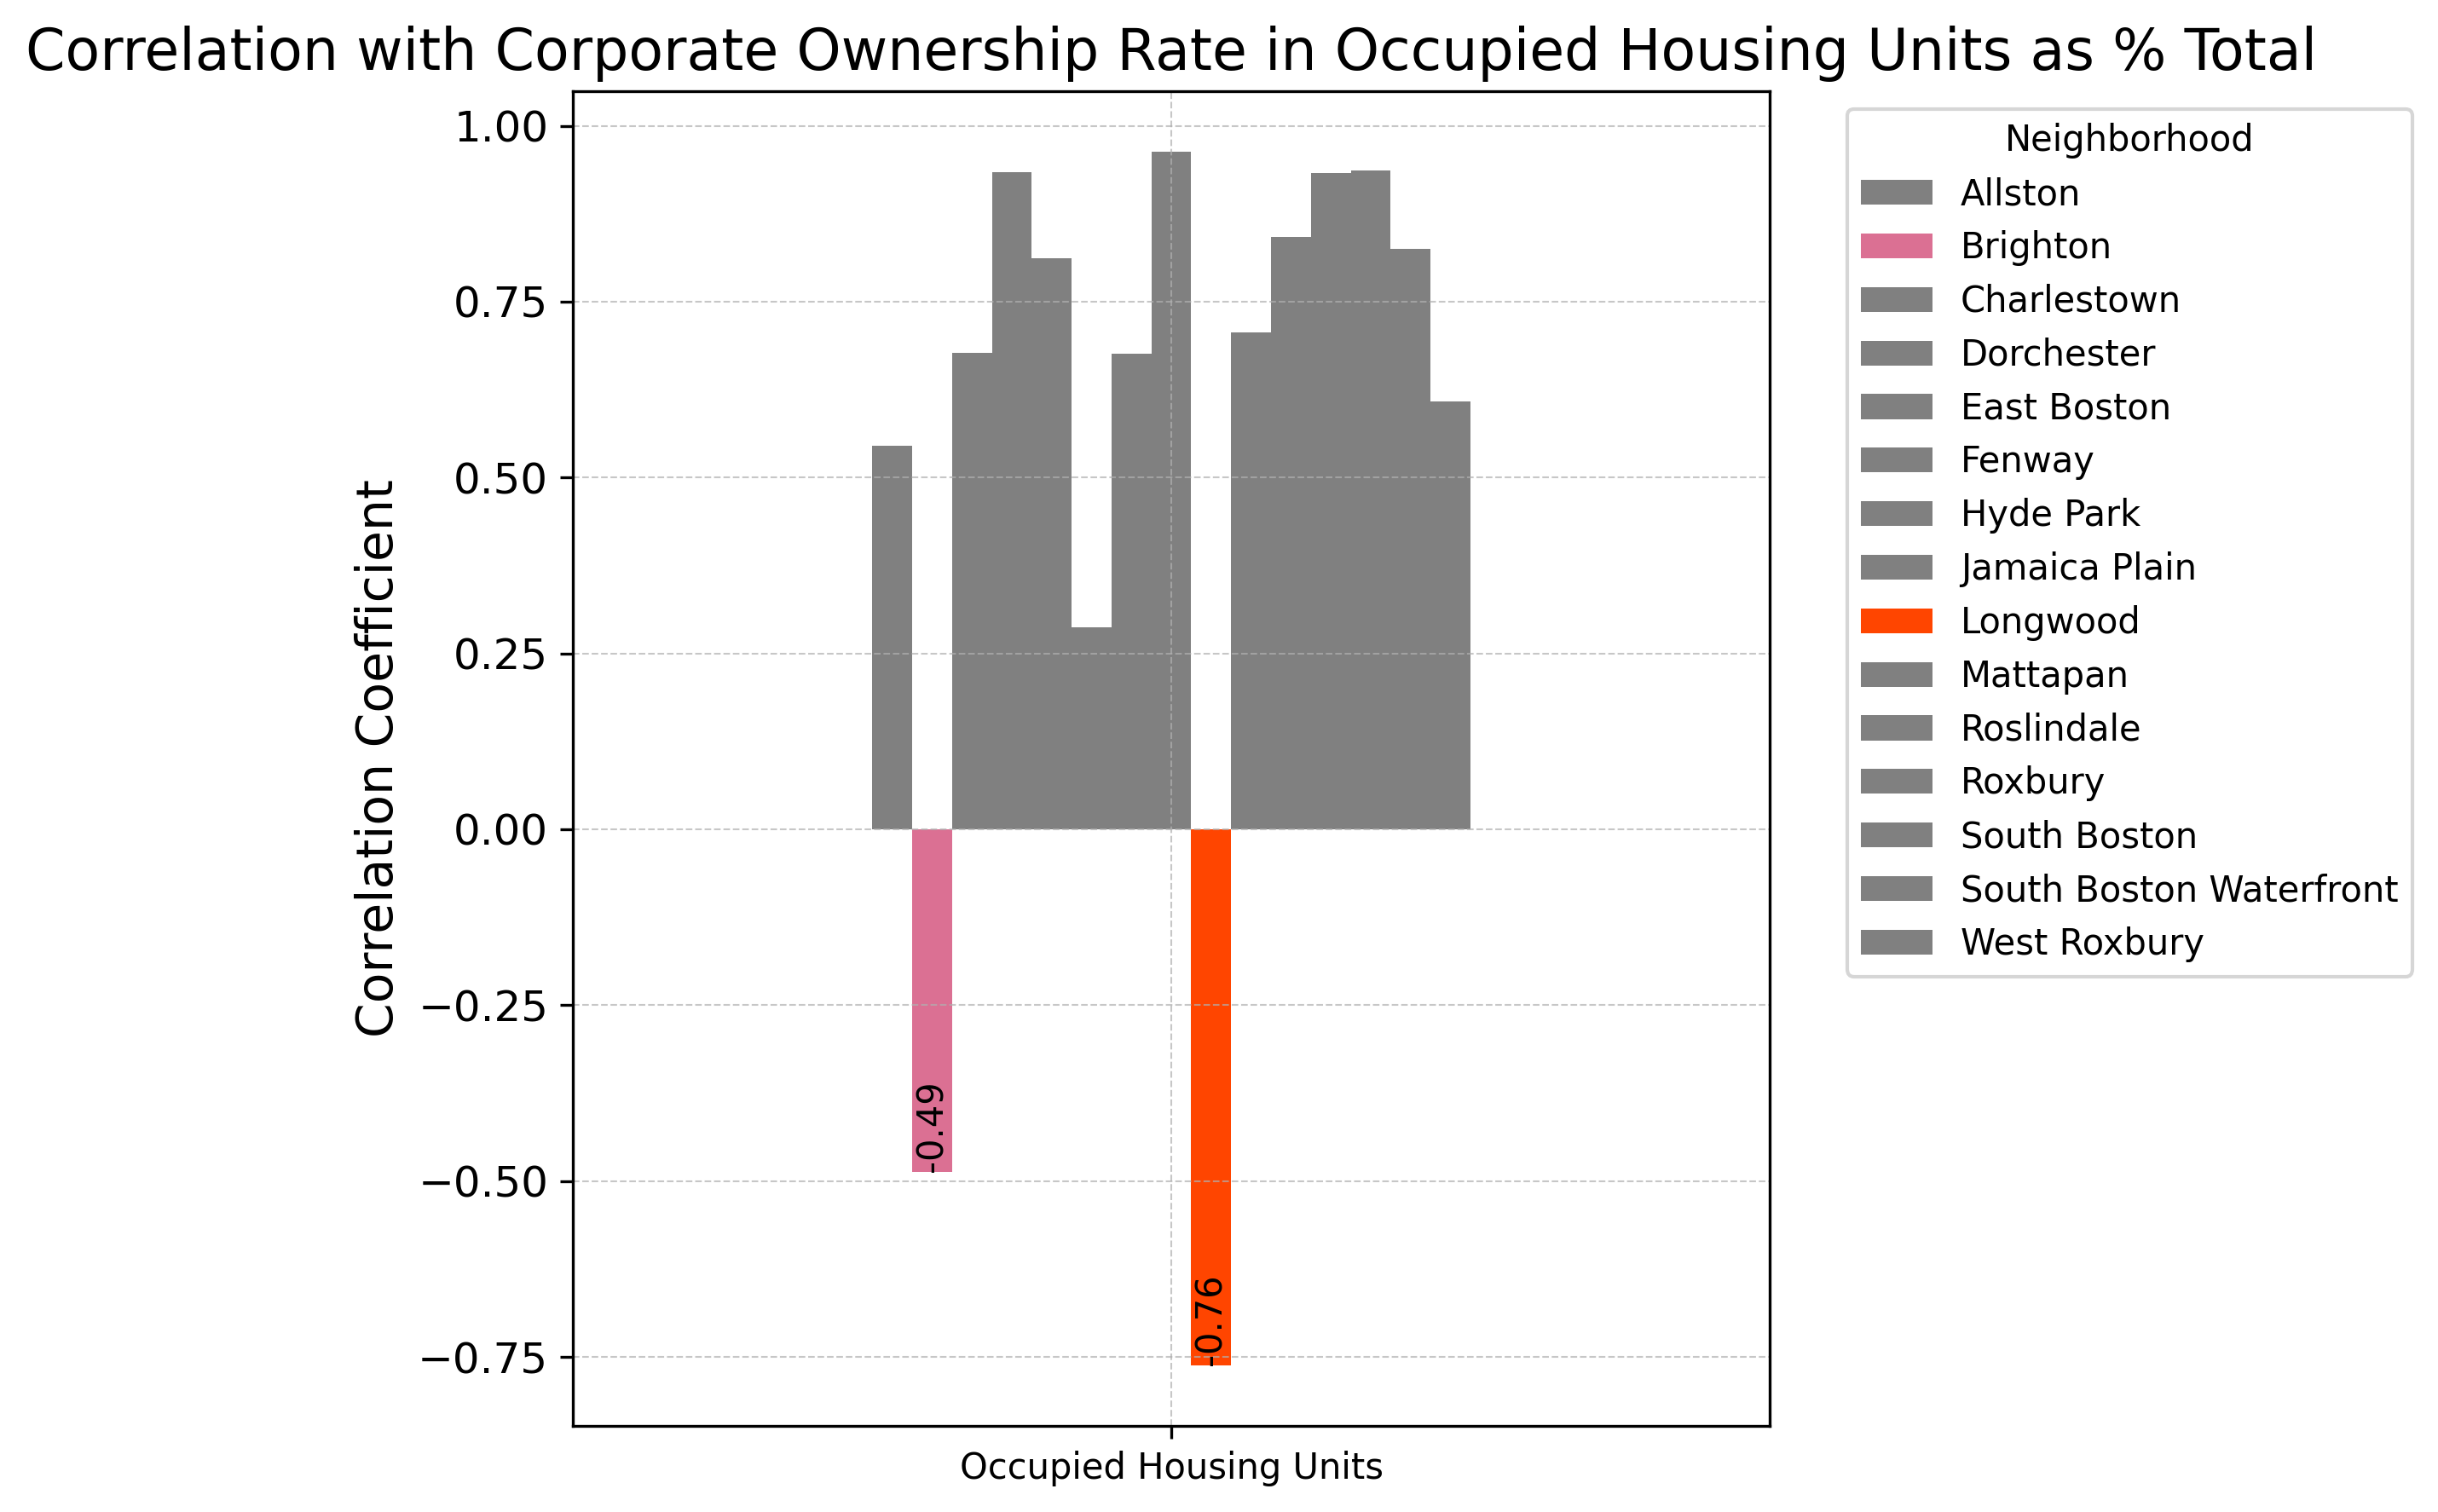 Correlation with Corporate Ownership Rate in Occupied Housing Units as % Total
Correlation Coefficient
1.00
0.75
0.50
0.25
0.00
−0.25
−0.50
−0.75
-0.49
-0.76
Occupied Housing Units
Neighborhood
Allston
Brighton
Charlestown
Dorchester
East Boston
Fenway
Hyde Park
Jamaica Plain
Longwood
Mattapan
Roslindale
Roxbury
South Boston
South Boston Waterfront
West Roxbury